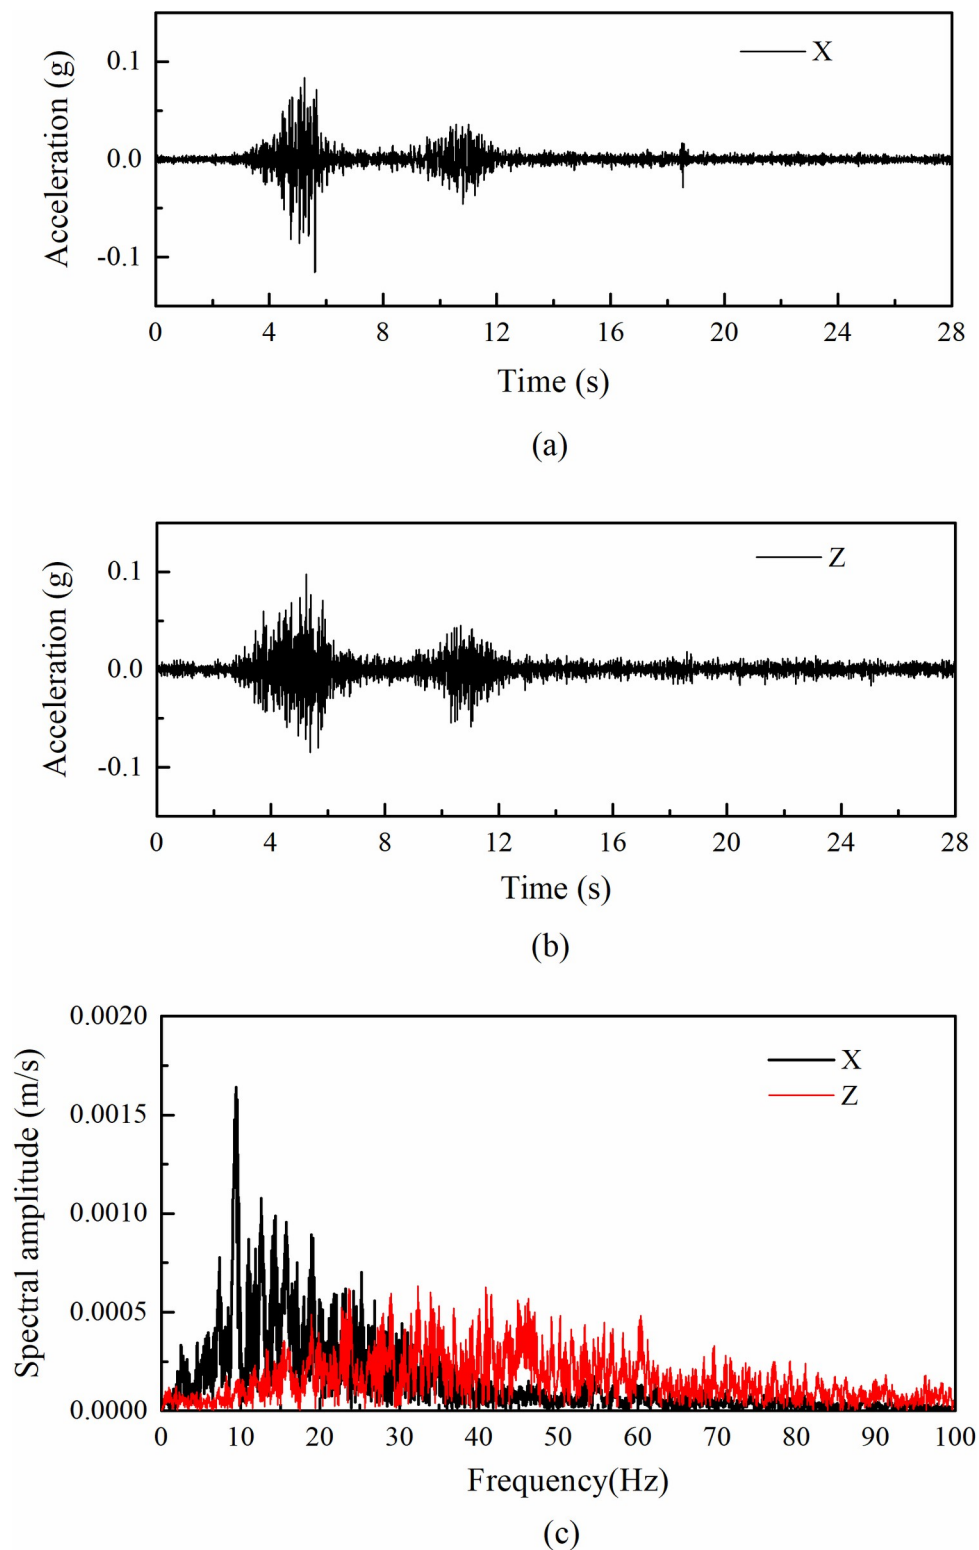 X
Acceleration (g)
0.1
0.0
-0.1
0 4 8 12 16 20 24 28
Time (s)
(a)
Z
Acceleration (g)
0.1
0.0
-0.1
0 4 8 12 16 20 24 28
Time (s)
(b)
Spectral amplitude (m/s)
0.0020
0.0015
0.0010
0.0005
0.0000
X
Z
0 10 20 30 40 50 60 70 80 90 100
Frequency(Hz)
(c)